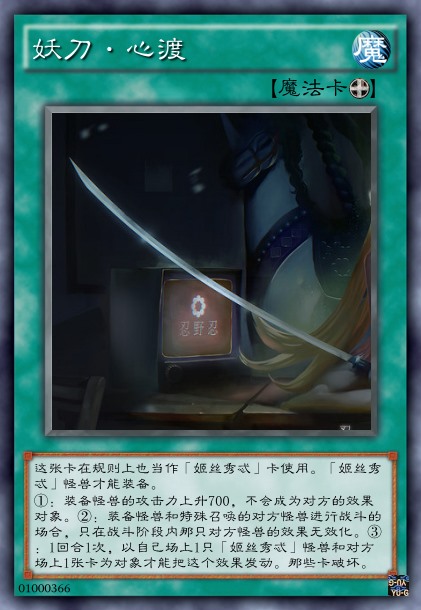 妖刀·心渡
魔
【魔法卡】
忍野忍
这张卡在规则上也当作「姬丝秀忒」卡使用。「姬丝秀
忒」怪兽才能装备。
①：装备怪兽的攻击力上升700，不会成为对方的效果
对象。②：装备怪兽和特殊召唤的对方怪兽进行战斗的
场合，只在战斗阶段内那只对方怪兽的效果无效化。③
：1回合1次，以自己场上1只「姬丝秀忒」怪兽和对方
场上1张卡为对象才能把这个效果发动。那些卡破坏。
01000366
YU-G